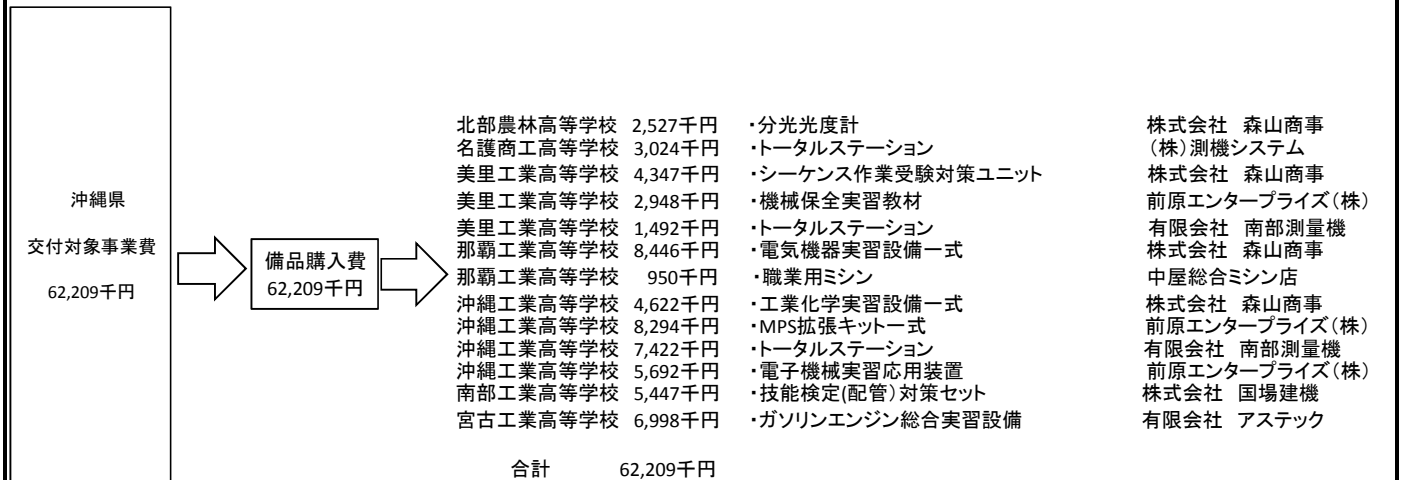 沖縄県
交付対象事業費
62,209千円
備品購入費
62,209千円
北部農林高等学校 2,527千円 ・分光光度計 株式会社 森山商事
名護商工高等学校 3,024千円 ・トータルステーション (株)測機システム
美里工業高等学校 4,347千円 ・シーケンス作業受験対策ユニット 株式会社 森山商事
美里工業高等学校 2,948千円 ・機械保全実習教材 前原エンタープライズ(株)
美里工業高等学校 1,492千円 ・トータルステーション 有限会社 南部測量機
那覇工業高等学校 8,446千円 ・電気機器実習設備一式 株式会社 森山商事
那覇工業高等学校 950千円 ・職業用ミシン 中屋総合ミシン店
沖縄工業高等学校 4,622千円 ・工業化学実習設備一式 株式会社 森山商事
沖縄工業高等学校 8,294千円 ・MPS拡張キット一式 前原エンタープライズ(株)
沖縄工業高等学校 7,422千円 ・トータルステーション 有限会社 南部測量機
沖縄工業高等学校 5,692千円 ・電子機械実習応用装置 前原エンタープライズ(株)
南部工業高等学校 5,447千円 ・技能検定(配管)対策セット 株式会社 国場建機
宮古工業高等学校 6,998千円 ・ガソリンエンジン総合実習設備 有限会社 アステック
合計 62,209千円